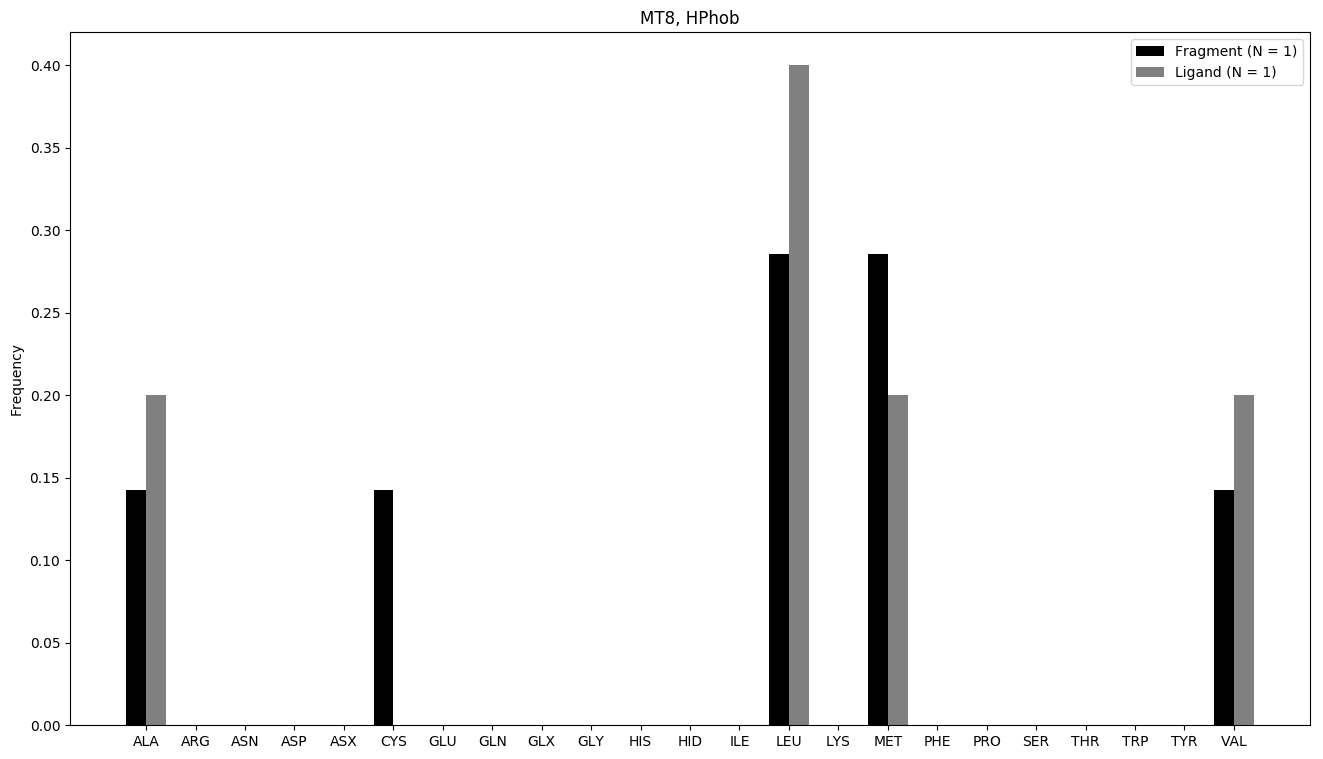 MT8, HPhob
Fragment (N = 1)
Ligand (N = 1)
Frequency
0.40
0.35
0.30
0.25
0.20
0.15
0.10
0.05
0.00
ALA ARG ASN ASP ASX CYS GLU GLN GLX GLY HIS HID ILE LEU LYS MET PHE PRO SER THR TRP TYR VAL